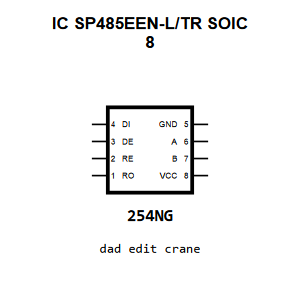 IC SP485EEN-L/TR SOIC
8
4 DI GND 5
3 DE A 6
2 RE B 7
1 RO VCC 8
254NG
dad edit crane